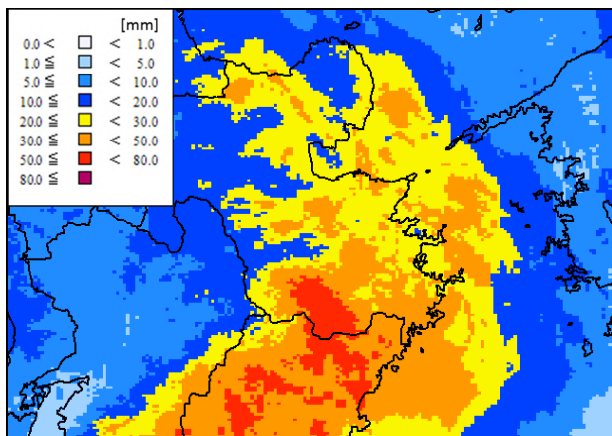 [mm]
0.0 < < 1.0
1.0 ≦ < 5.0
5.0 ≦ < 10.0
10.0 ≦ < 20.0
20.0 ≦ < 30.0
30.0 ≦ < 50.0
50.0 ≦ < 80.0
80.0 ≦